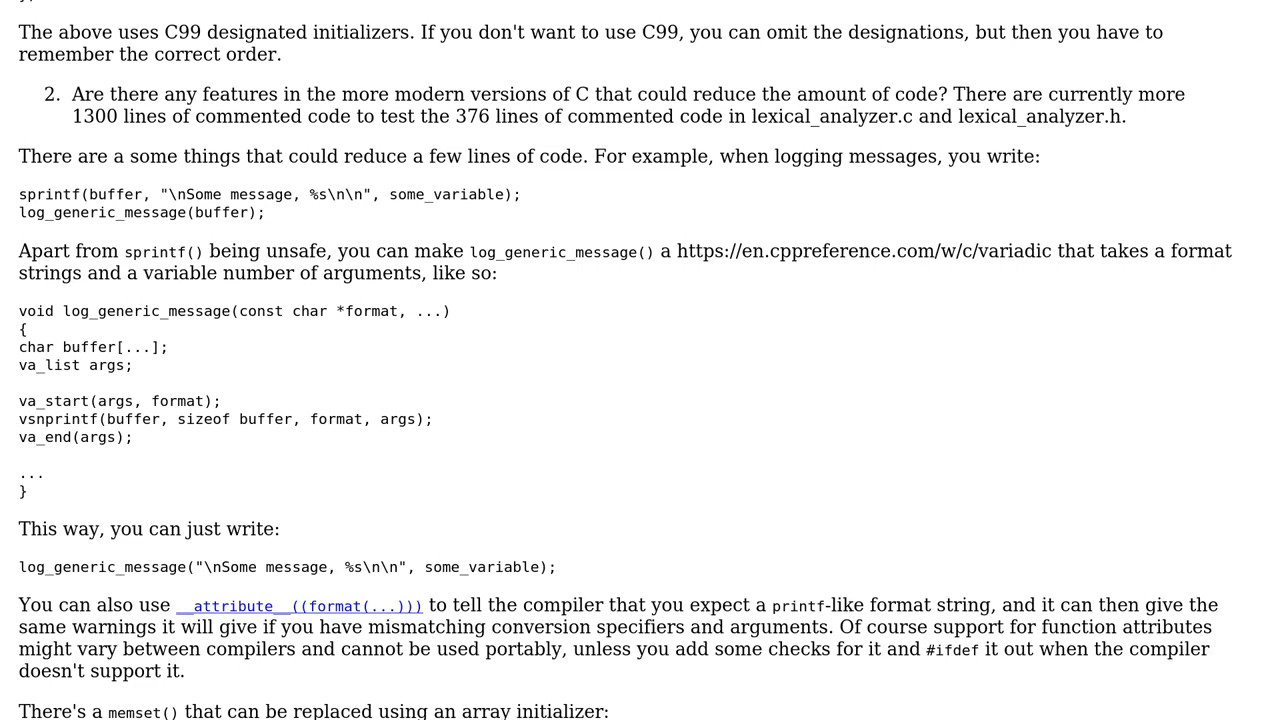 The above uses C99 designated initializers. If you don't want to use C99, you can omit the designations, but then you have to
remember the correct order.
2. Are there any features in the more modern versions of C that could reduce the amount of code? There are currently more
1300 lines of commented code to test the 376 lines of commented code in lexical_analyzer.c and lexical_analyzer.h.
There are a some things that could reduce a few lines of code. For example, when logging messages, you write:
sprintf(buffer, "\nSome message, %s\n\n", some_variable);
log_generic_message(buffer);
Apart from sprintf() being unsafe, you can make log_generic_message() a https://en.cppreference.com/w/c/variadic that takes a format
strings and a variable number of arguments, like so:
void log_generic_message(const char *format, ...)
{
char buffer[...];
va_list args;
va_start(args, format);
vsnprintf(buffer, sizeof buffer, format, args);
va_end(args);
...
}
This way, you can just write:
log_generic_message("\nSome message, %s\n\n", some_variable);
You can also use __attribute__((format(...))) to tell the compiler that you expect a printf-like format string, and it can then give the
same warnings it will give if you have mismatching conversion specifiers and arguments. Of course support for function attributes
might vary between compilers and cannot be used portably, unless you add some checks for it and #ifdef it out when the compiler
doesn't support it.
There's a memset() that can be replaced using an array initializer: